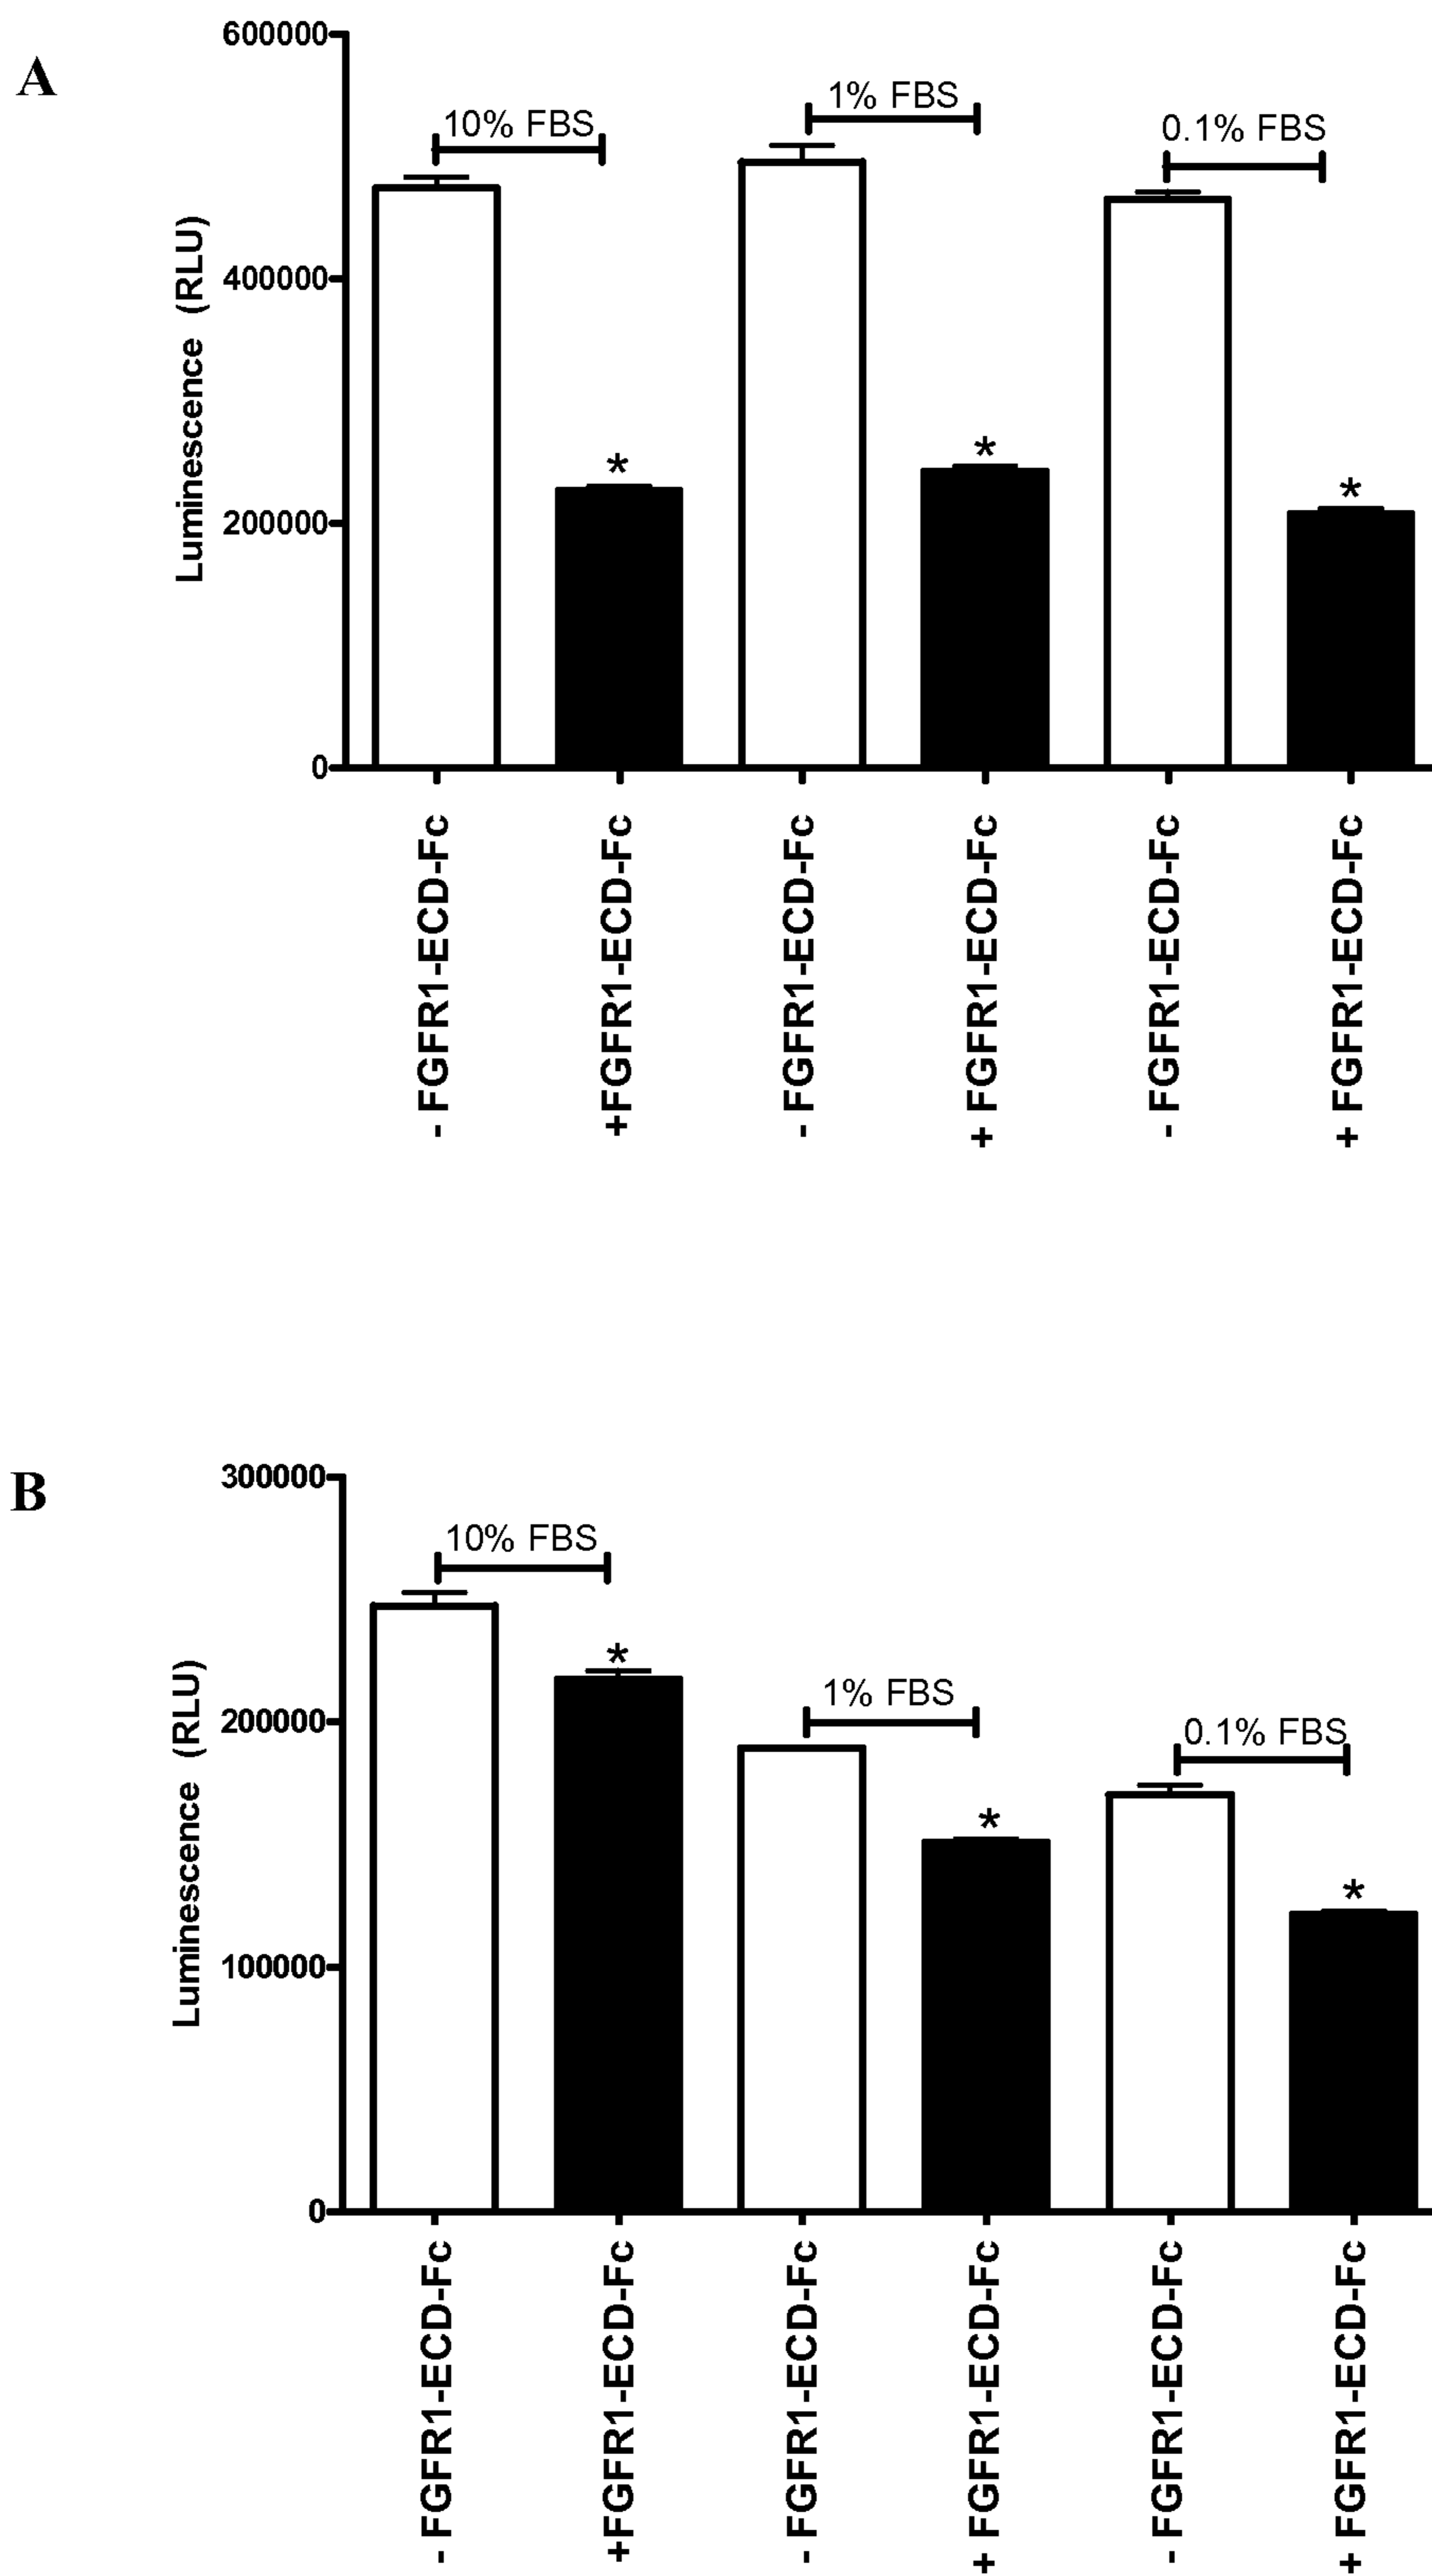 A
600000
400000
200000
0
Luminescence (RLU)
10% FBS
1% FBS
0.1% FBS
*
*
*
- FGFR1-ECD-Fc
+FGFR1-ECD-Fc
- FGFR1-ECD-Fc
+ FGFR1-ECD-Fc
- FGFR1-ECD-Fc
+ FGFR1-ECD-Fc
B
300000
200000
100000
0
Luminescence (RLU)
10% FBS
1% FBS
0.1% FBS
*
*
*
- FGFR1-ECD-Fc
+FGFR1-ECD-Fc
- FGFR1-ECD-Fc
+ FGFR1-ECD-Fc
- FGFR1-ECD-Fc
+ FGFR1-ECD-Fc